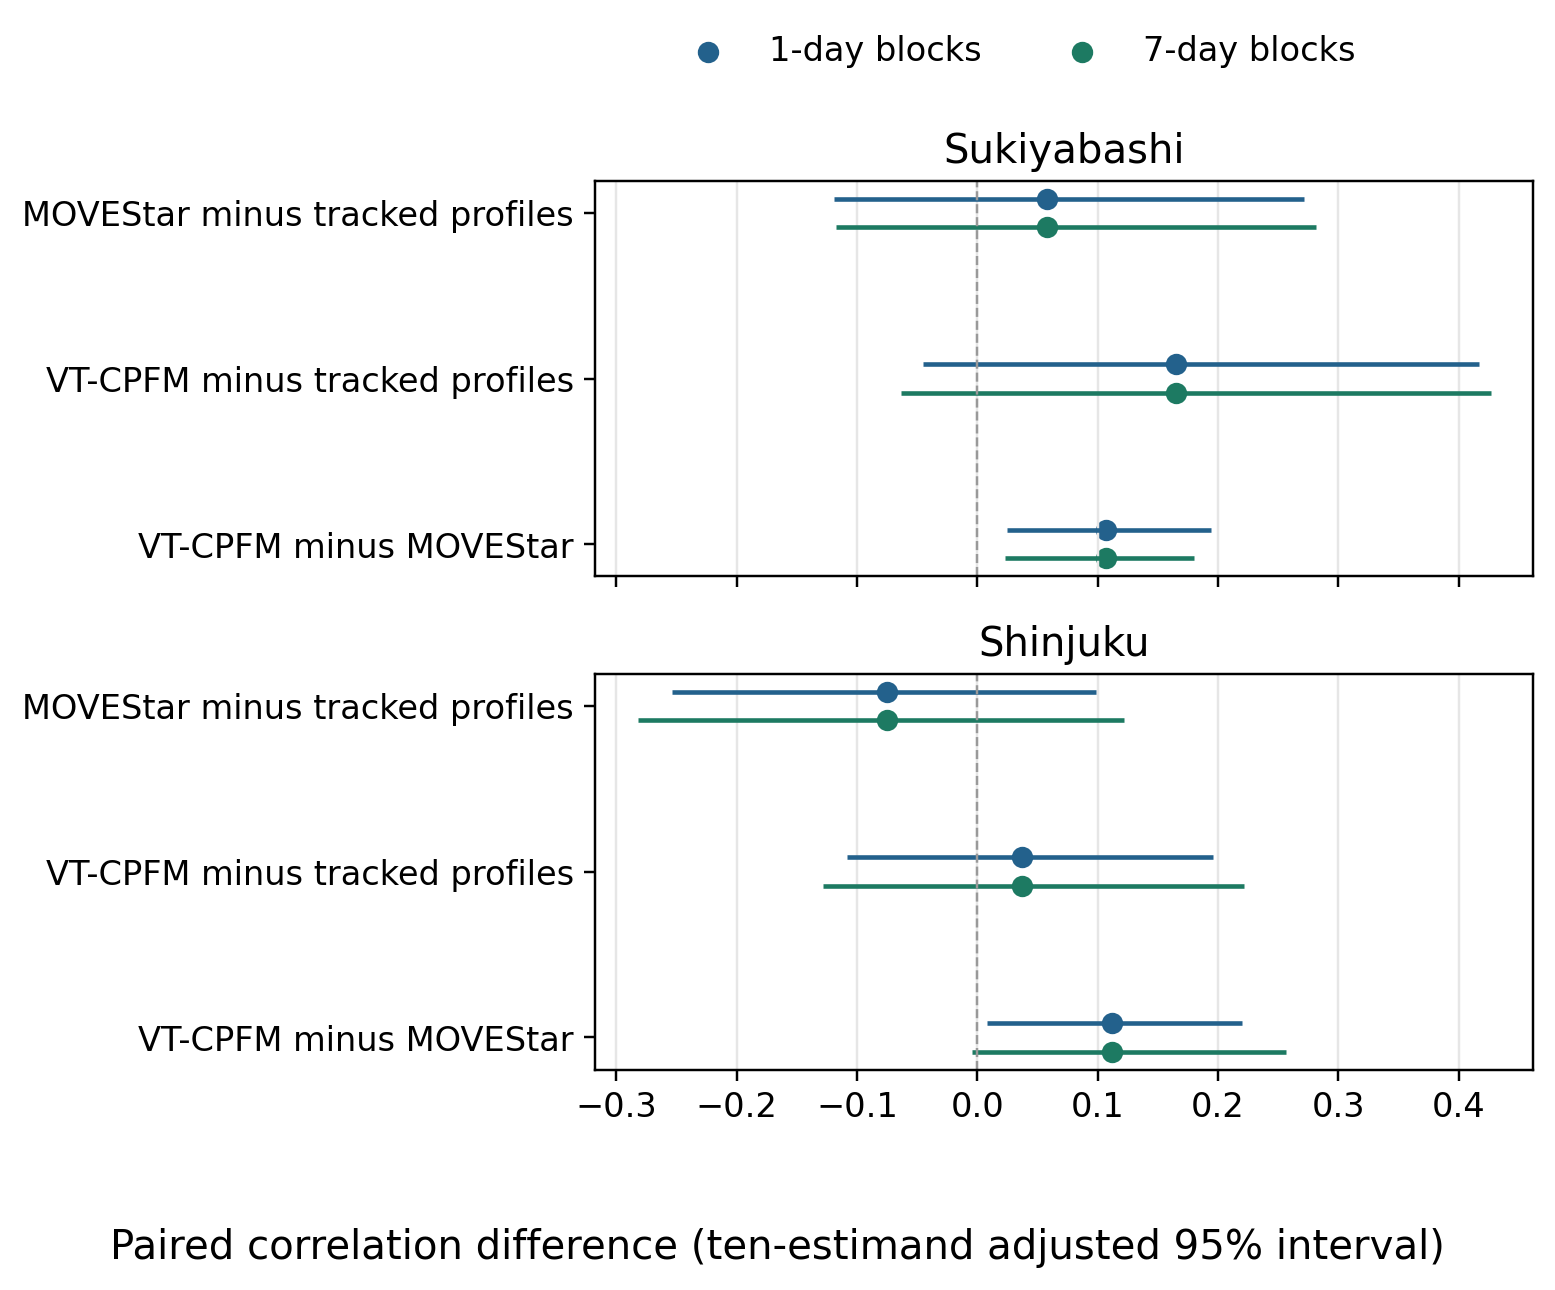 1-day blocks 7-day blocks
Sukiyabashi
MOVEStar minus tracked profiles
VT-CPFM minus tracked profiles
VT-CPFM minus MOVEStar
Shinjuku
MOVEStar minus tracked profiles
VT-CPFM minus tracked profiles
VT-CPFM minus MOVEStar
−0.3 −0.2 −0.1 0.0 0.1 0.2 0.3 0.4
Paired correlation difference (ten-estimand adjusted 95% interval)